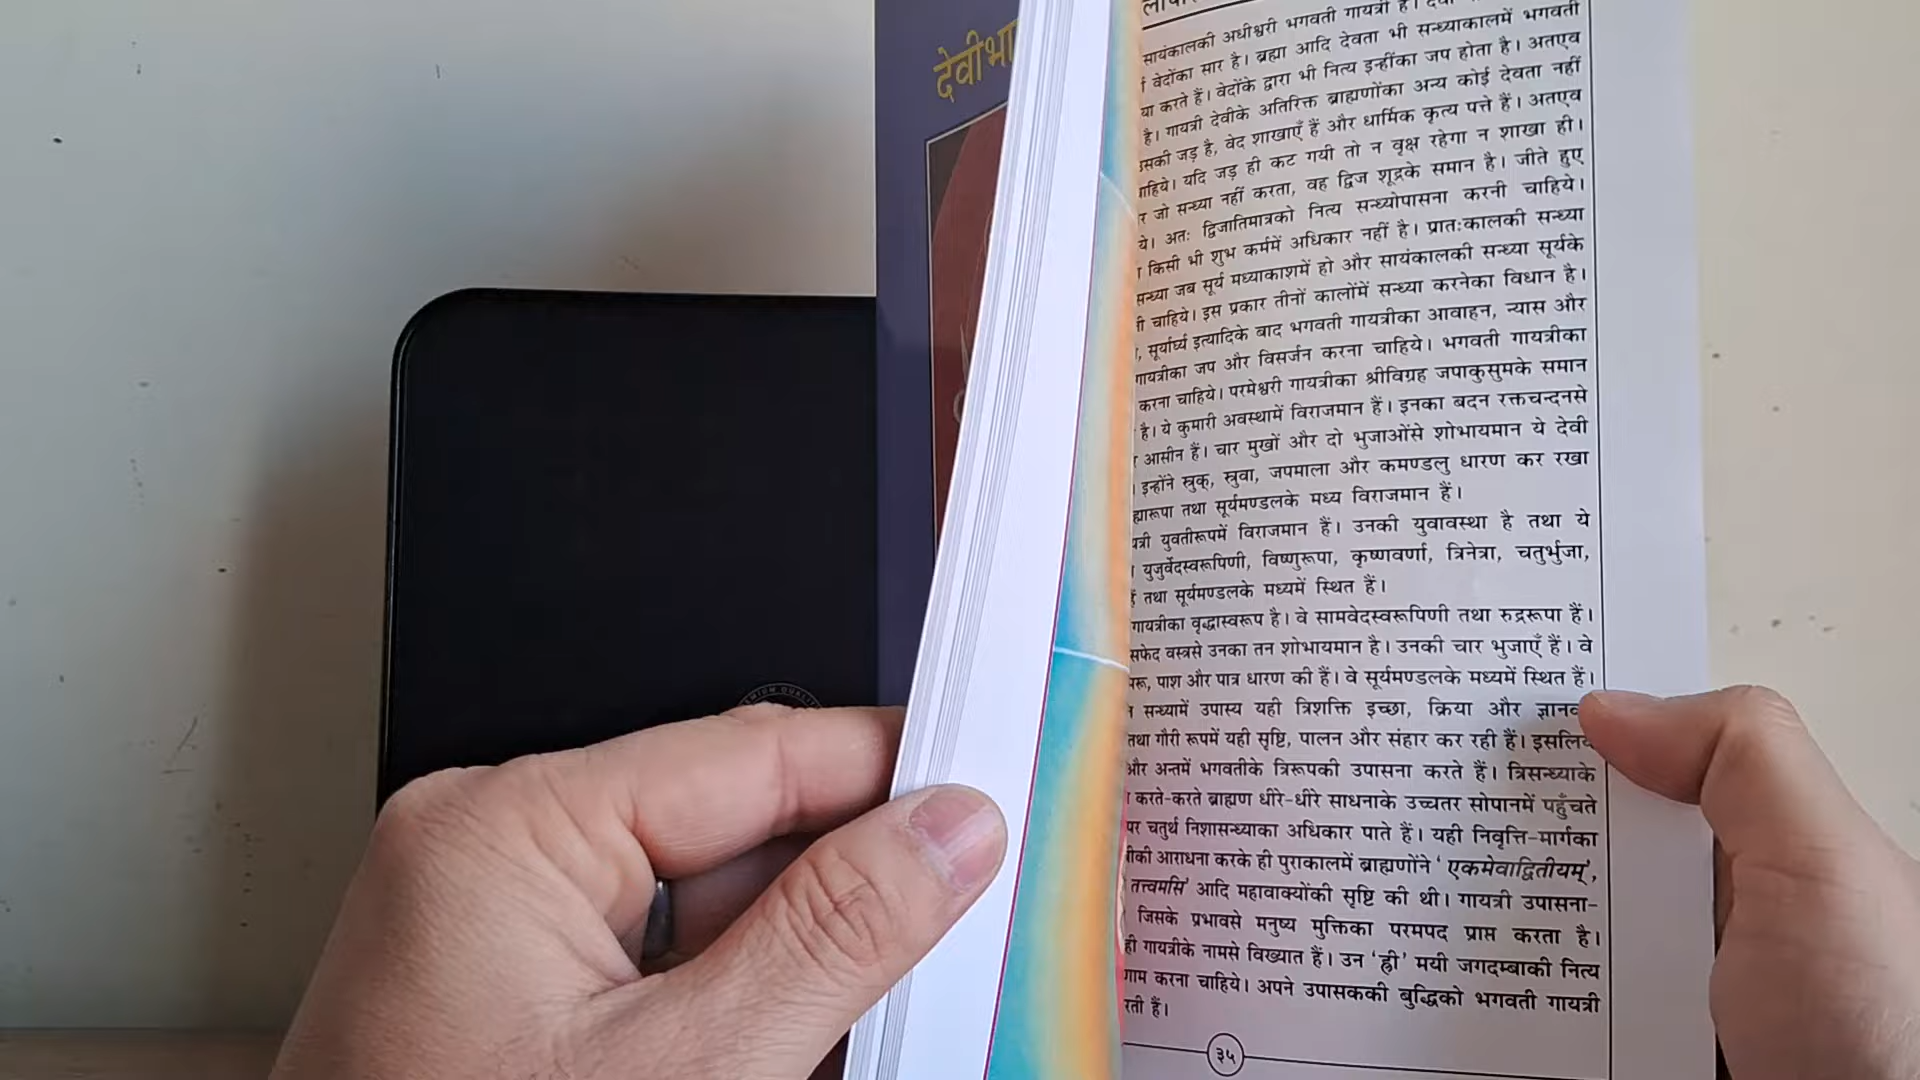 देवीभा
सायंकालकी अधीश्वरी भगवती गायत्री हैं।
वेदोंका सार है। ब्रह्मा आदि देवता भी सन्ध्याकालमें भगवती
करते हैं। वेदोंके द्वारा भी नित्य इन्हींका जप होता है। अतएव
है। गायत्री देवीके अतिरिक्त ब्राह्मणोंका अन्य कोई देवता नहीं
जड़ है, वेद शाखाएँ हैं और धार्मिक कृत्य पत्ते हैं। अतएव
यदि जड़ ही कट गयी तो न वृक्ष रहेगा न शाखा ही।
जो सन्ध्या नहीं करता, वह द्विज शूद्रके समान है। जीते हुए
ये। अतः द्विजातिमात्रको नित्य सन्ध्योपासना करनी चाहिये।
किसी भी शुभ कर्ममें अधिकार नहीं है। प्रातःकालकी सन्ध्या
सन्ध्या जब सूर्य मध्याकाशमें हो और सायंकालकी सन्ध्या सूर्यके
चाहिये। इस प्रकार तीनों कालोंमें सन्ध्या करनेका विधान है।
सूर्यार्घ्य इत्यादिके बाद भगवती गायत्रीका आवाहन, न्यास और
गायत्रीका जप और विसर्जन करना चाहिये। भगवती गायत्रीका
करना चाहिये। परमेश्वरी गायत्रीका श्रीविग्रह जपाकुसुमके समान
है। ये कुमारी अवस्थामें विराजमान हैं। इनका बदन रक्तचन्दनसे
आसीन हैं। चार मुखों और दो भुजाओंसे शोभायमान ये देवी
। इन्होंने स्रुक्, स्रुवा, जपमाला और कमण्डलु धारण कर रखा
ह्मारूपा तथा सूर्यमण्डलके मध्य विराजमान हैं।
यत्री युवतीरूपमें विराजमान हैं। उनकी युवावस्था है तथा ये
। युजुर्वेदस्वरूपिणी, विष्णुरूपा, कृष्णवर्णा, त्रिनेत्रा, चतुर्भुजा,
तथा सूर्यमण्डलके मध्यमें स्थित हैं।
गायत्रीका वृद्धास्वरूप है। वे सामवेदस्वरूपिणी तथा रुद्ररूपा हैं।
सफेद वस्त्रसे उनका तन शोभायमान है। उनकी चार भुजाएँ हैं। वे
पाश और पात्र धारण की हैं। वे सूर्यमण्डलके मध्यमें स्थित हैं।
सन्ध्यामें उपास्य यही त्रिशक्ति इच्छा, क्रिया और
तथा गौरी रूपमें यही सृष्टि, पालन और संहार कर रही हैं। इसलिये
और अन्तमें भगवतीके त्रिरूपकी उपासना करते हैं। त्रिसन्ध्याके
करते-करते ब्राह्मण धीरे-धीरे साधनाके उच्चतर सोपानमें पहुँचते
पर चतुर्थ निशासन्ध्याका अधिकार पाते हैं। यही निवृत्ति-मार्गका
आराधना करके ही पुराकालमें ब्राह्मणोंने ' एकमेवाद्वितीयम्',
तत्त्वमसि' आदि महावाक्योंकी सृष्टि की थी। गायत्री उपासना-
जिसके प्रभावसे मनुष्य मुक्तिका परमपद प्राप्त करता है।
ही गायत्रीके नामसे विख्यात हैं। उन 'ह्री' मयी जगदम्बाकी नित्य
करना चाहिये। अपने उपासककी बुद्धिको भगवती गायत्री
रती हैं।
३५